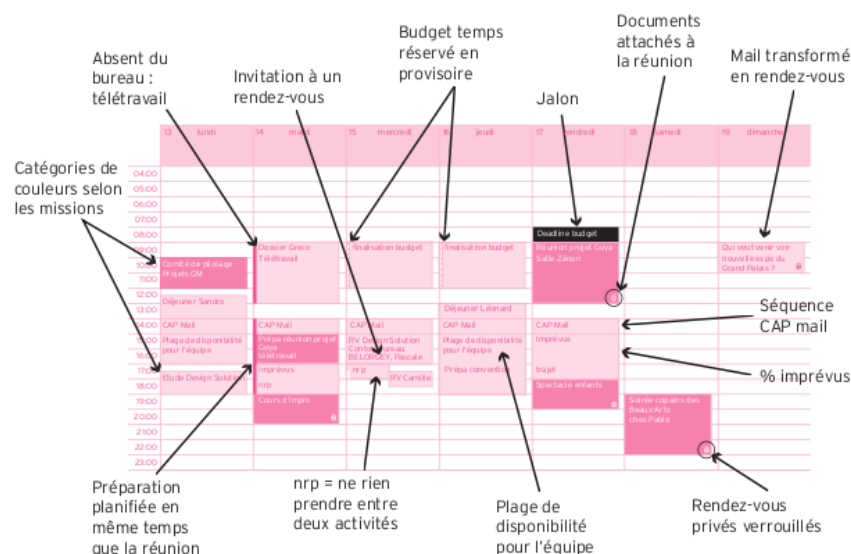 Documents
attachés à
la réunion
Budget temps
réservé en
provisoire
Absent du
bureau :
télétravail
Invitation à un
rendez-vous
Mail transformé
en rendez-vous
Jalon
Catégories de
couleurs selon
les missions
13 lundi
14 mardi
15 mercredi
16 jeudi
17 vendredi
18 samedi
19 dimanche
04:00
05:00
06:00
07:00
08:00
09:00
10:00
11:00
12:00
13:00
14:00
15:00
16:00
17:00
18:00
19:00
20:00
21:00
22:00
23:00
Comité de pilotage
Projets GM
Déjeuner Sandro
CAP Mail
Plage de disponibilité
pour l'équipe
Etude Design Solution
Dossier Greco
Télétravail
CAP Mail
Prépa réunion projet
Goya
télétravail
Imprévus
nrp
Cours d'Impro
finalisation budget
CAP Mail
RV Design Solution
BELORGEY, Pascale
nrp
RV Camille
finalisation budget
Déjeuner Léonard
CAP Mail
Plage de disponibilité
pour l'équipe
Prépa convention
Deadline budget
Réunion projet Goya
Salle Zénon
CAP Mail
Imprévus
trajet
Spectacle enfants
Soirée copains des
Beaux-Arts
chez Pablo
Qui veut venir voir
nouvelle expo du
Grand Palais ?
Séquence
CAP mail
% imprévus
Préparation
planifiée en
même temps
que la réunion
nrp = ne rien
prendre entre
deux activités
Plage de
disponibilité
pour l'équipe
Rendez-vous
privés verrouillés